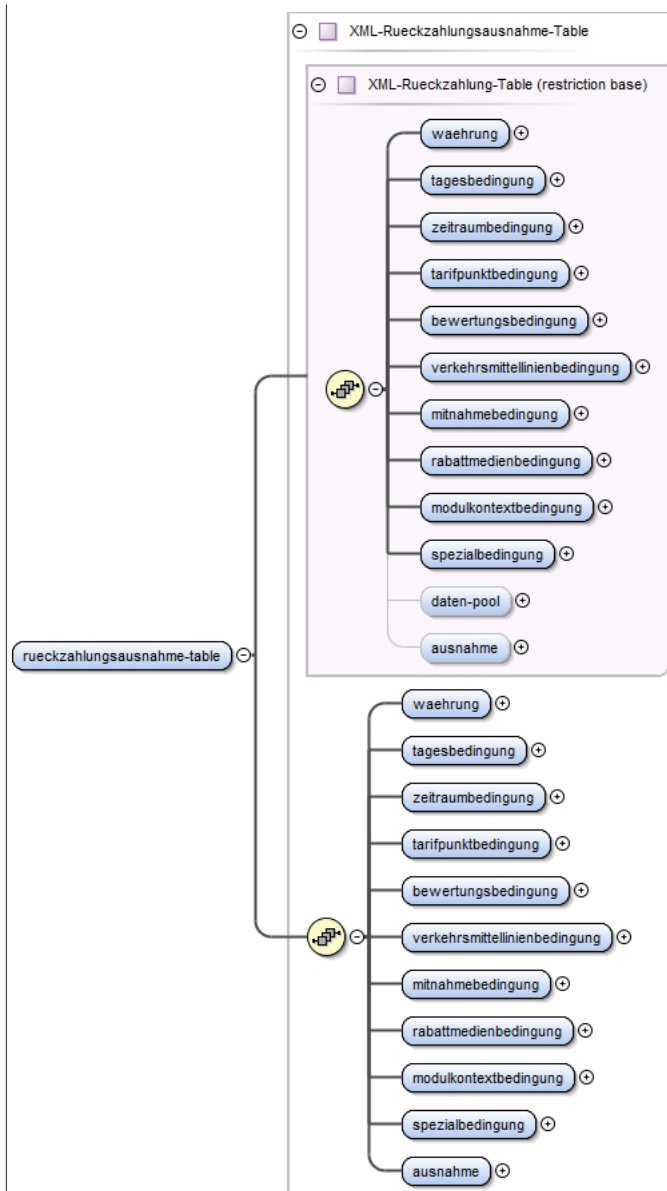 XML-Rueckzahlungsausnahme-Table
XML-Rueckzahlung-Table (restriction base)
waehrung
tagesbedingung
zeitraumbedingung
tarifpunktbedingung
bewertungsbedingung
verkehrsmittellinienbedingung
mitnahmebedingung
rabattmedienbedingung
modulkontextbedingung
spezialbedingung
daten-pool
ausnahme
rueckzahlungsausnahme-table
waehrung
tagesbedingung
zeitraumbedingung
tarifpunktbedingung
bewertungsbedingung
verkehrsmittellinienbedingung
mitnahmebedingung
rabattmedienbedingung
modulkontextbedingung
spezialbedingung
ausnahme